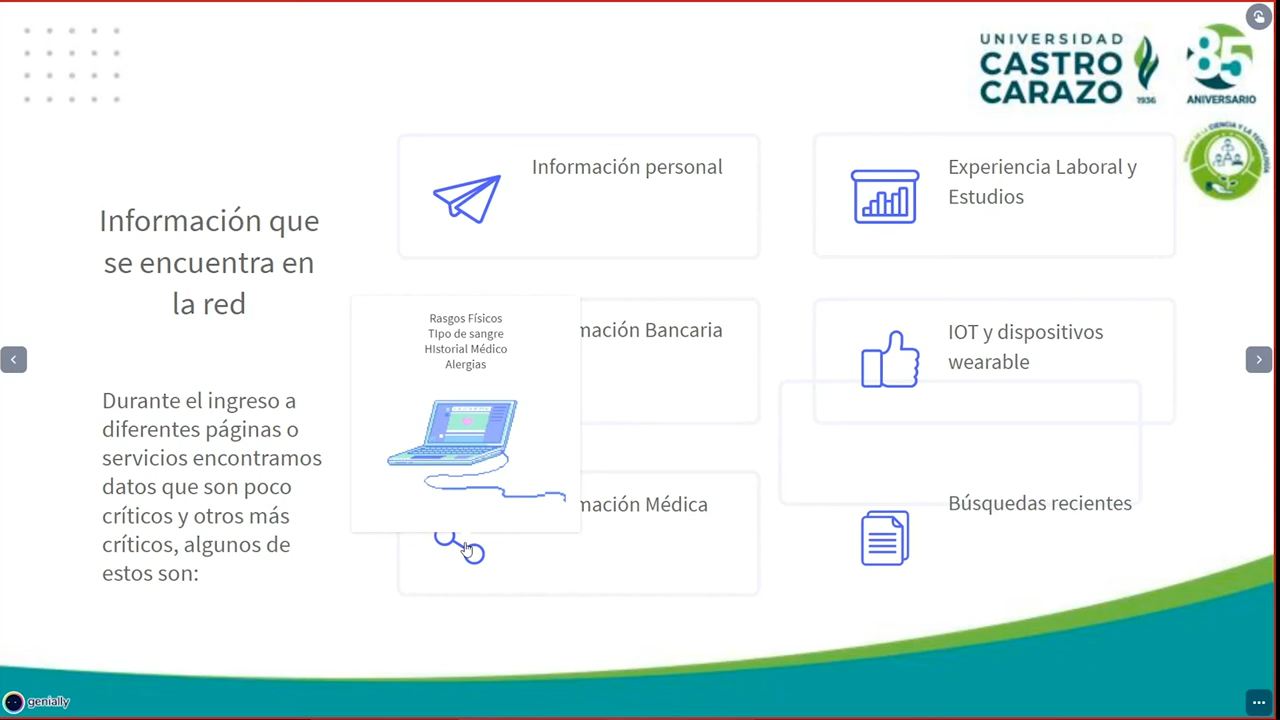 UNIVERSIDAD
CASTRO
CARAZO
1936
85
ANIVERSARIO
Información que
se encuentra en
la red
Durante el ingreso a
diferentes páginas o
servicios encontramos
datos que son poco
críticos y otros más
críticos, algunos de
estos son:
Información personal
Experiencia Laboral y
Estudios
mación Bancaria
IOT y dispositivos
wearable
Rasgos Físicos
TIpo de sangre
HIstorial Médico
Alergias
mación Médica
Búsquedas recientes
genially